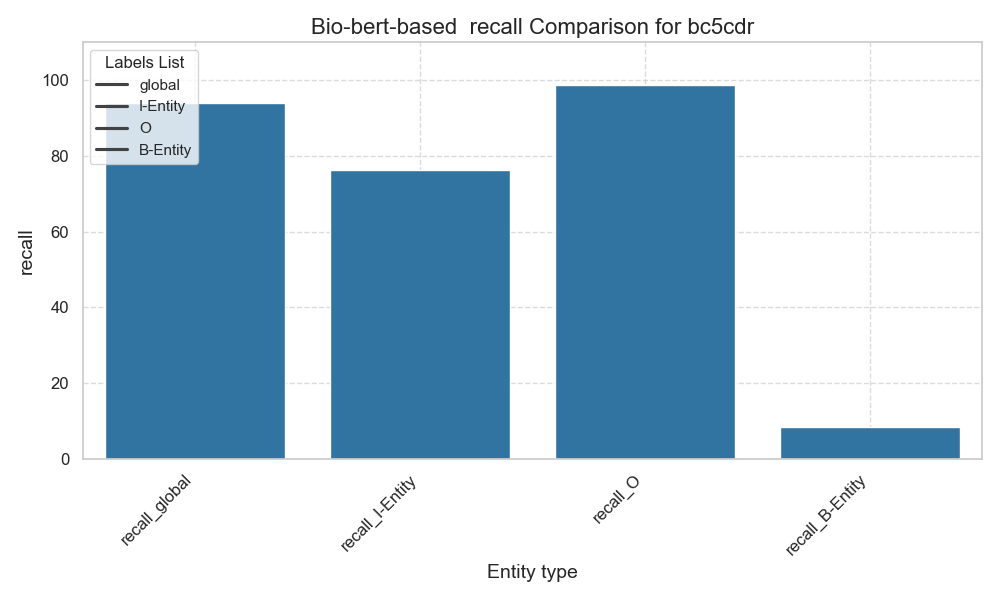 Bio-bert-based  recall Comparison for bc5cdr
Labels List
global
I-Entity
O
B-Entity
recall
100
80
60
40
20
0
recall_global
recall_I-Entity
recall_O
recall_B-Entity
Entity type